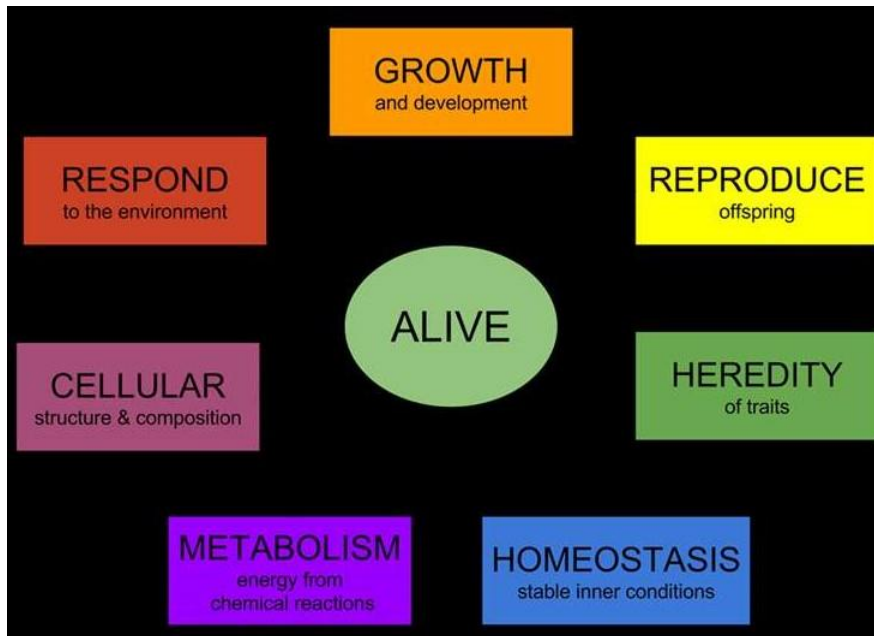 GROWTH
and development
RESPOND
to the environment
REPRODUCE
offspring
ALIVE
CELLULAR
structure & composition
HEREDITY
of traits
METABOLISM
energy from
chemical reactions
HOMEOSTASIS
stable inner conditions